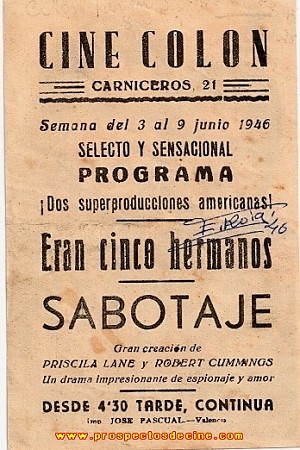 CINE COLON
CARNICEROS, 21
Semana del 3 al 9 junio 1946
SELECTO Y SENSACIONAL
PROGRAMA
¡Dos superproducciones americanas!
46
Eran cinco hermanos
SABOTAJE
Gran creación de
PRISCILA LANE y ROBERT CUMMINGS
Un drama impresionante de espionaje y amor
DESDE 4'30 TARDE, CONTINUA
Imp. JOSE PASCUAL.—Valencia
www.prospectosdecine.com